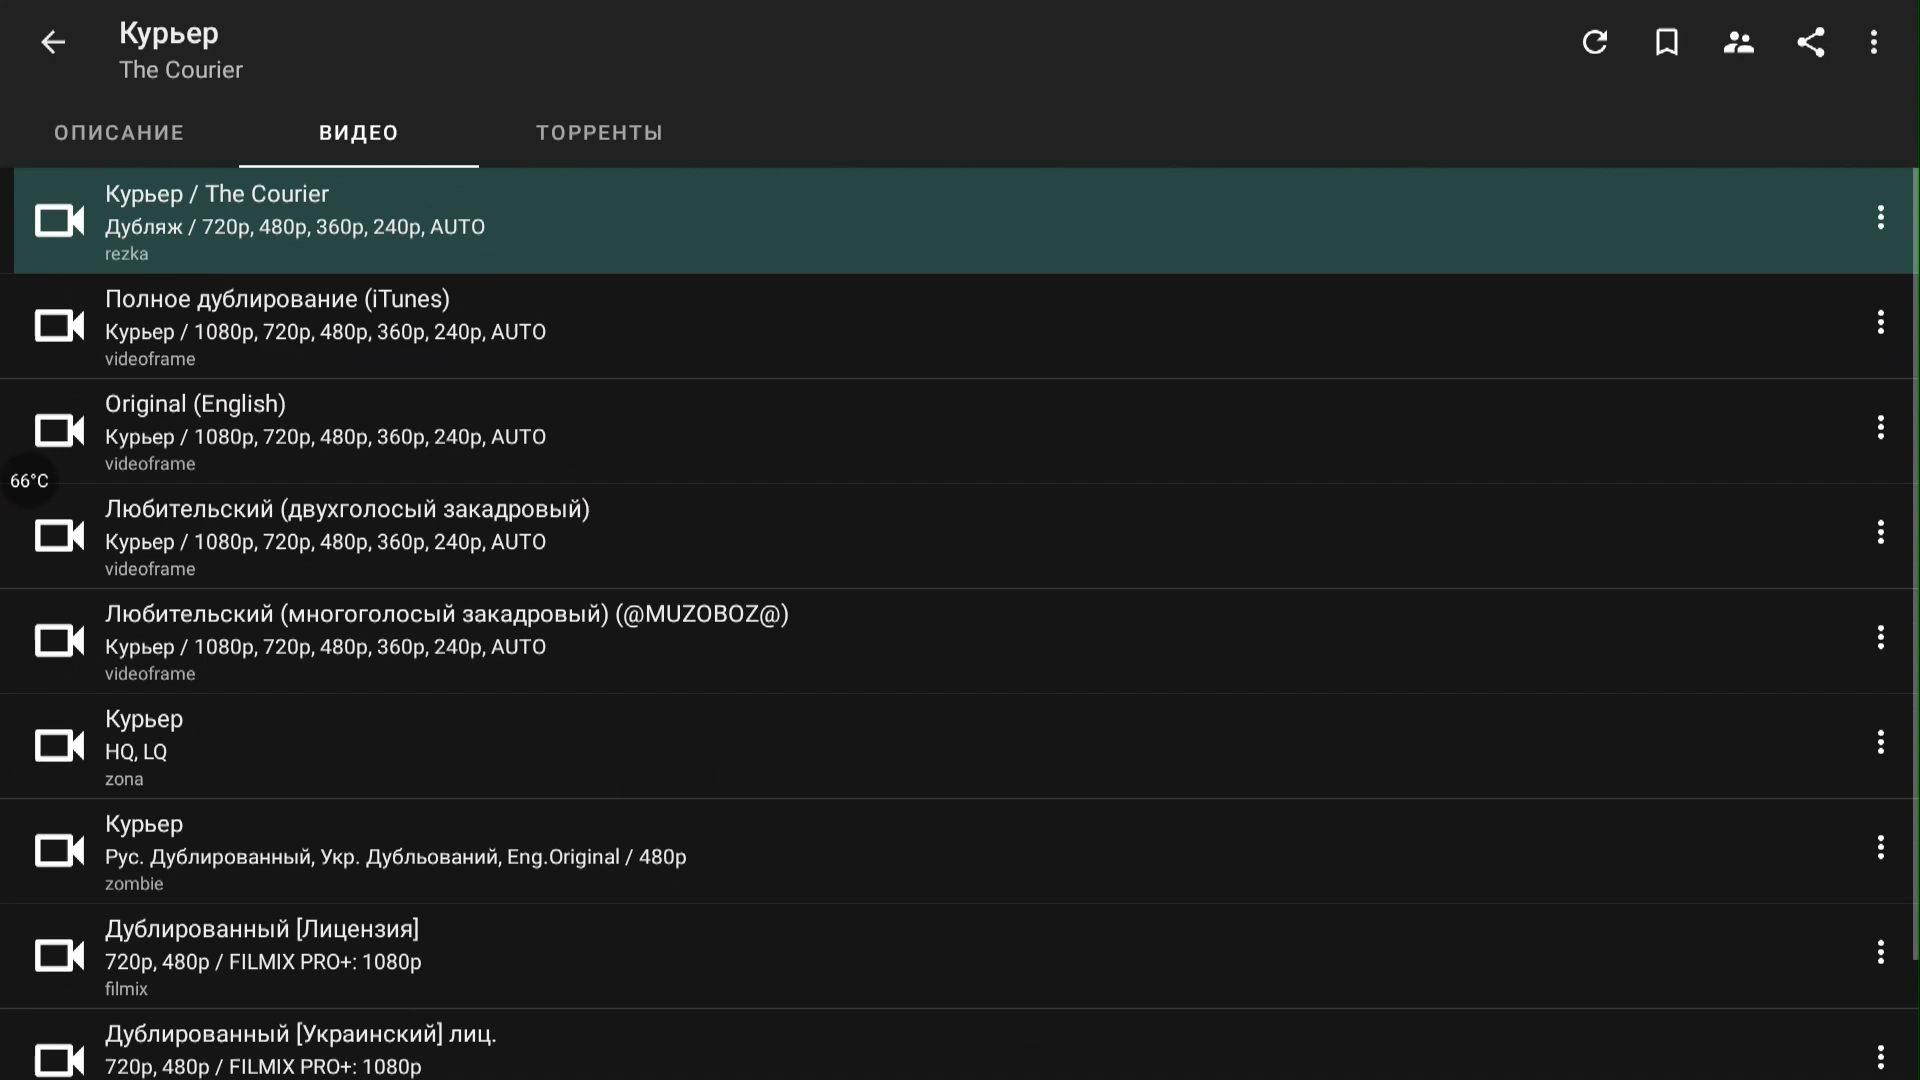 Курьер
The Courier
ОПИСАНИЕ
ВИДЕО
ТОРРЕНТЫ
Курьер / The Courier
Дубляж / 720p, 480p, 360p, 240p, AUTO
rezka
Полное дублирование (iTunes)
Курьер / 1080p, 720p, 480p, 360p, 240p, AUTO
videoframe
Original (English)
Курьер / 1080p, 720p, 480p, 360p, 240p, AUTO
videoframe
66°C
Любительский (двухголосый закадровый)
Курьер / 1080p, 720p, 480p, 360p, 240p, AUTO
videoframe
Любительский (многоголосый закадровый) (@MUZOBOZ@)
Курьер / 1080p, 720p, 480p, 360p, 240p, AUTO
videoframe
Курьер
HQ, LQ
zona
Курьер
Рус. Дублированный, Укр. Дубльований, Eng.Original / 480p
zombie
Дублированный [Лицензия]
720p, 480p / FILMIX PRO+: 1080p
filmix
Дублированный [Украинский] лиц.
720p, 480p / FILMIX PRO+: 1080p